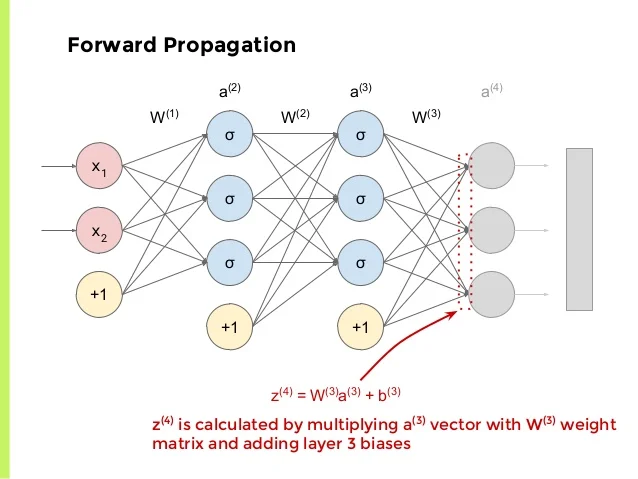 Forward Propagation
a(2)
a(3)
a(4)
W(1)
W(2)
W(3)
σ
σ
x1
σ
σ
x2
σ
σ
+1
+1
+1
z(4) = W(3)a(3) + b(3)
z(4) is calculated by multiplying a(3) vector with W(3) weight
matrix and adding layer 3 biases